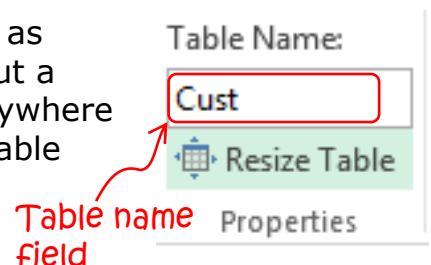 as
ut a
ywhere
able
Table Name:
Cust
Resize Table
Properties
Table name
field